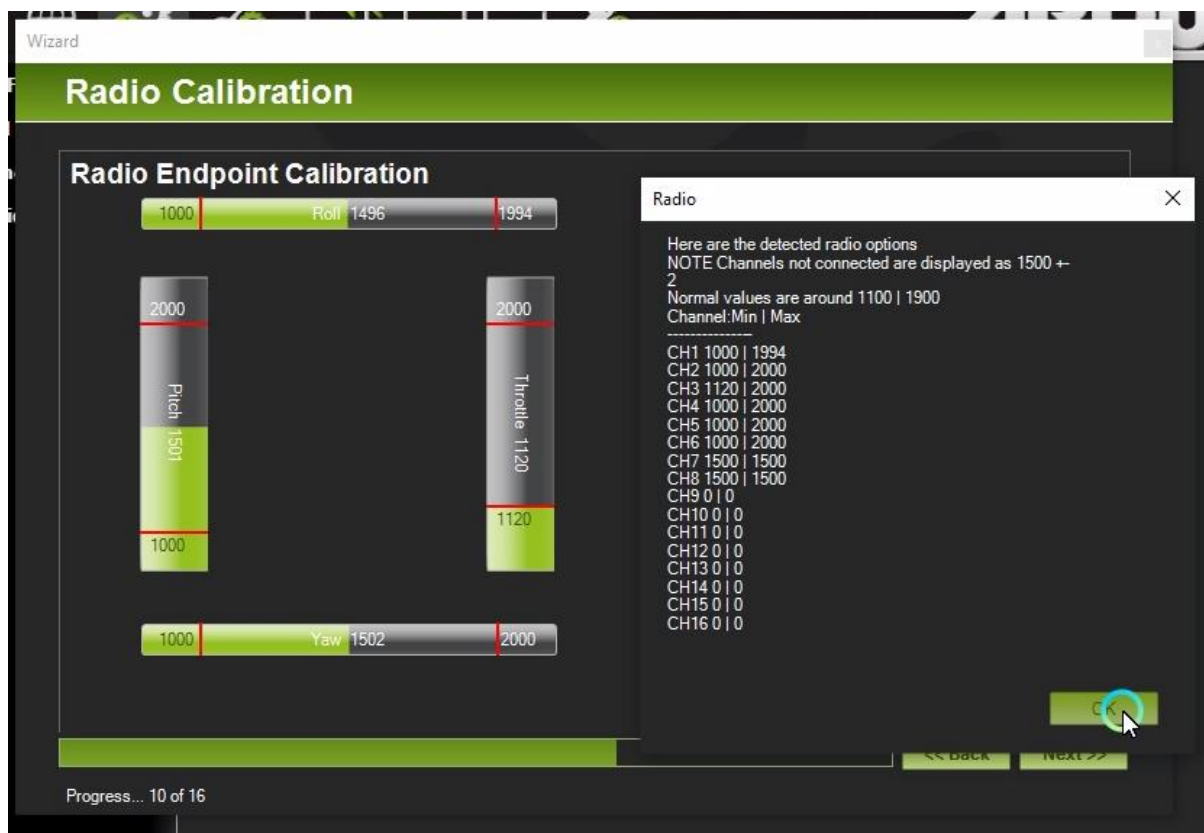 Wizard
Radio Calibration
Radio Endpoint Calibration
1000 Roll 1496 1994
2000
Pitch 1501
1000
2000
Throttle 1120
1120
1000 Yaw 1502 2000
Radio
Here are the detected radio options
NOTE Channels not connected are displayed as 1500 +-
2
Normal values are around 1100 | 1900
Channel:Min | Max
---------------
CH1 1000 | 1994
CH2 1000 | 2000
CH3 1120 | 2000
CH4 1000 | 2000
CH5 1000 | 2000
CH6 1000 | 2000
CH7 1500 | 1500
CH8 1500 | 1500
CH9 0 | 0
CH10 0 | 0
CH11 0 | 0
CH12 0 | 0
CH13 0 | 0
CH14 0 | 0
CH15 0 | 0
CH16 0 | 0
OK
<< Back Next >>
Progress... 10 of 16